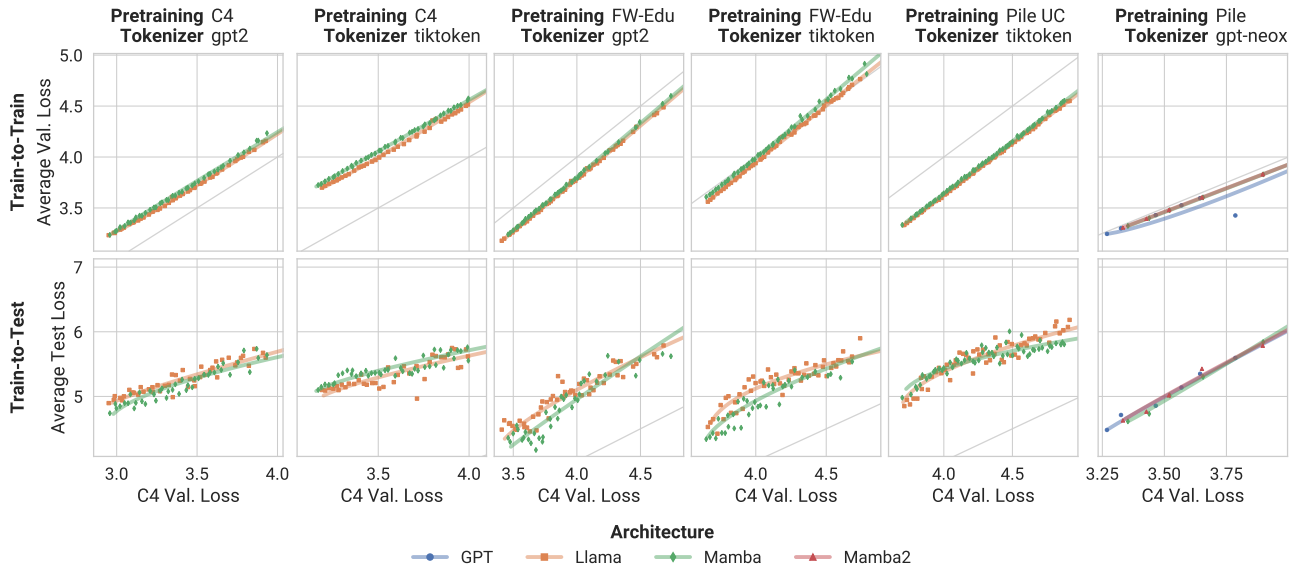 Pretraining C4
Tokenizer gpt2
Pretraining C4
Tokenizer tiktoken
Pretraining FW-Edu
Tokenizer gpt2
Pretraining FW-Edu
Tokenizer tiktoken
Pretraining Pile UC
Tokenizer tiktoken
Pretraining Pile
Tokenizer gpt-neox
Train-to-Train
Average Val. Loss
5.0
4.5
4.0
3.5
Train-to-Test
Average Test Loss
7
6
5
3.0 3.5 4.0
C4 Val. Loss
3.5 4.0
C4 Val. Loss
3.5 4.0 4.5
C4 Val. Loss
4.0 4.5
C4 Val. Loss
4.0 4.5
C4 Val. Loss
3.25 3.50 3.75
C4 Val. Loss
Architecture
GPT Llama Mamba Mamba2